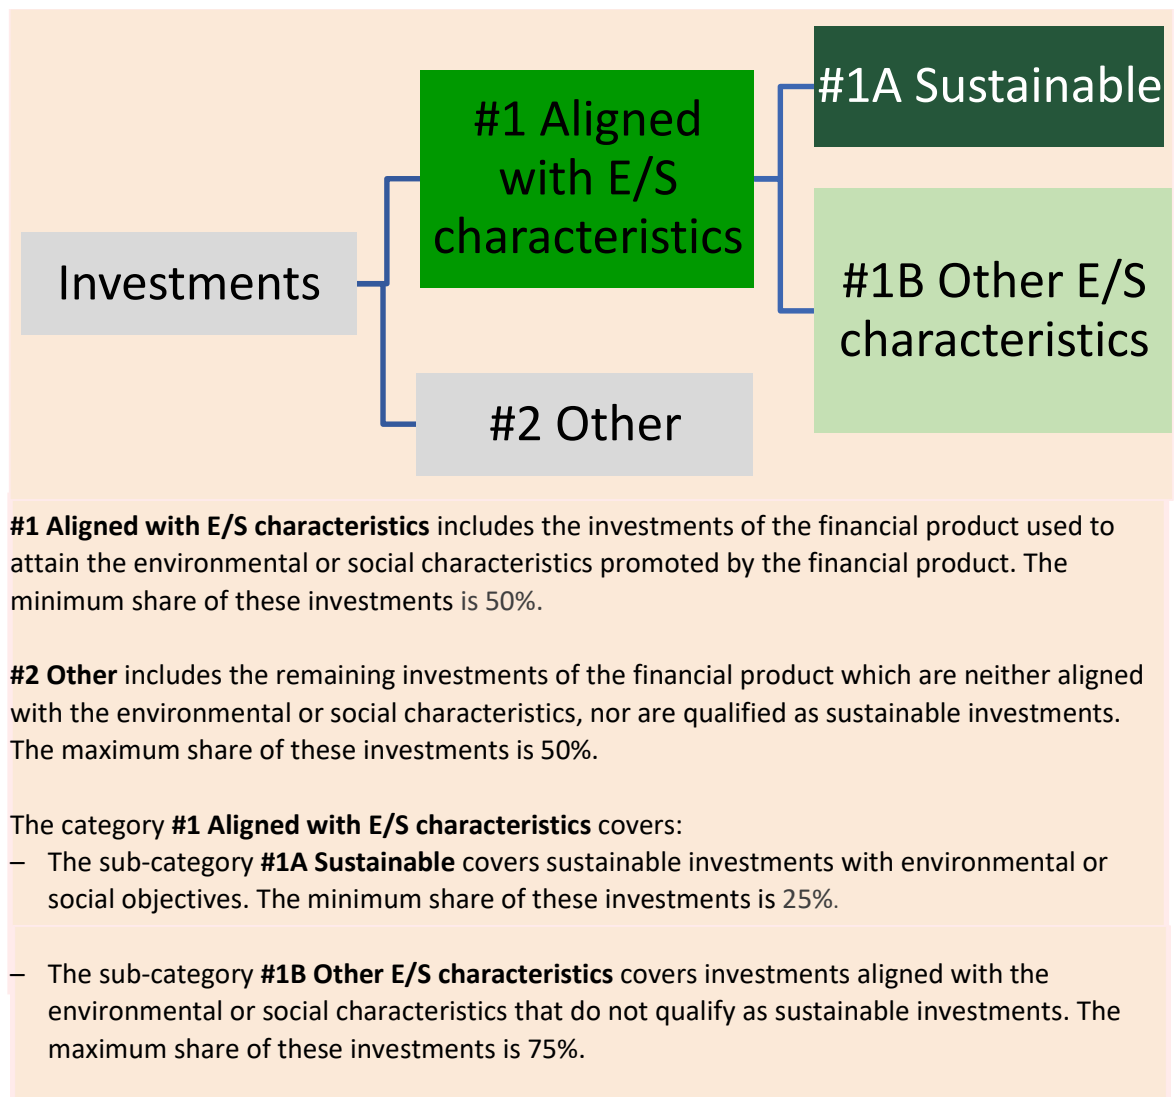 #1A Sustainable
#1 Aligned
with E/S
characteristics
Investments
#1B Other E/S
characteristics
#2 Other
#1 Aligned with E/S characteristics includes the investments of the financial product used to
attain the environmental or social characteristics promoted by the financial product. The
minimum share of these investments is 50%.
#2 Other includes the remaining investments of the financial product which are neither aligned
with the environmental or social characteristics, nor are qualified as sustainable investments.
The maximum share of these investments is 50%.
The category #1 Aligned with E/S characteristics covers:
– The sub-category #1A Sustainable covers sustainable investments with environmental or
social objectives. The minimum share of these investments is 25%.
– The sub-category #1B Other E/S characteristics covers investments aligned with the
environmental or social characteristics that do not qualify as sustainable investments. The
maximum share of these investments is 75%.